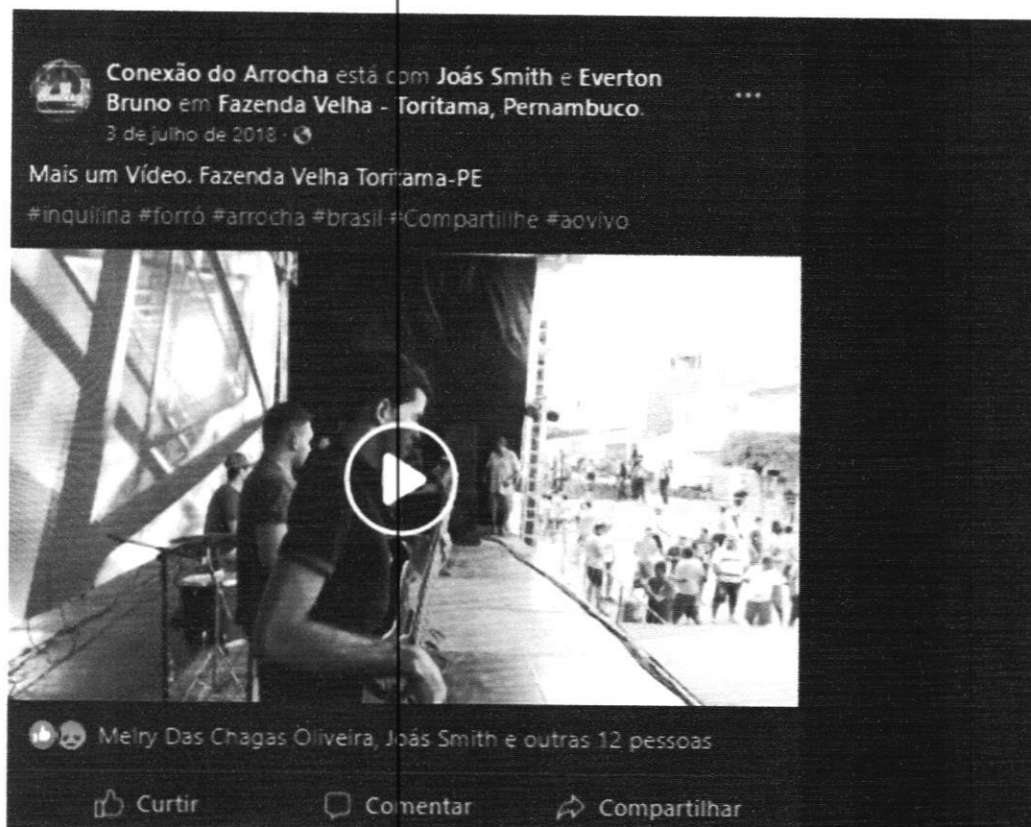 Conexão do Arrocha está com Joás Smith e Everton
Bruno em Fazenda Velha - Toritama, Pernambuco.
3 de julho de 2018
Mais um Vídeo. Fazenda Velha Toritama-PE
#inquilina #forró #arrocha #brasil #Compartilhe #aovivo
Melry Das Chagas Oliveira, Joás Smith e outras 12 pessoas
Curtir Comentar Compartilhar